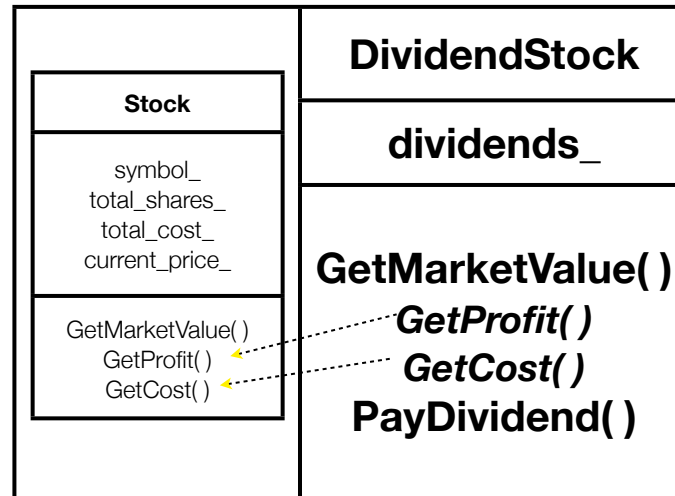 Stock
symbol_
total_shares_
total_cost_
current_price_
GetMarketValue( )
GetProfit( )
GetCost( )
DividendStock
dividends_
GetMarketValue( )
GetProfit( )
GetCost( )
PayDividend( )